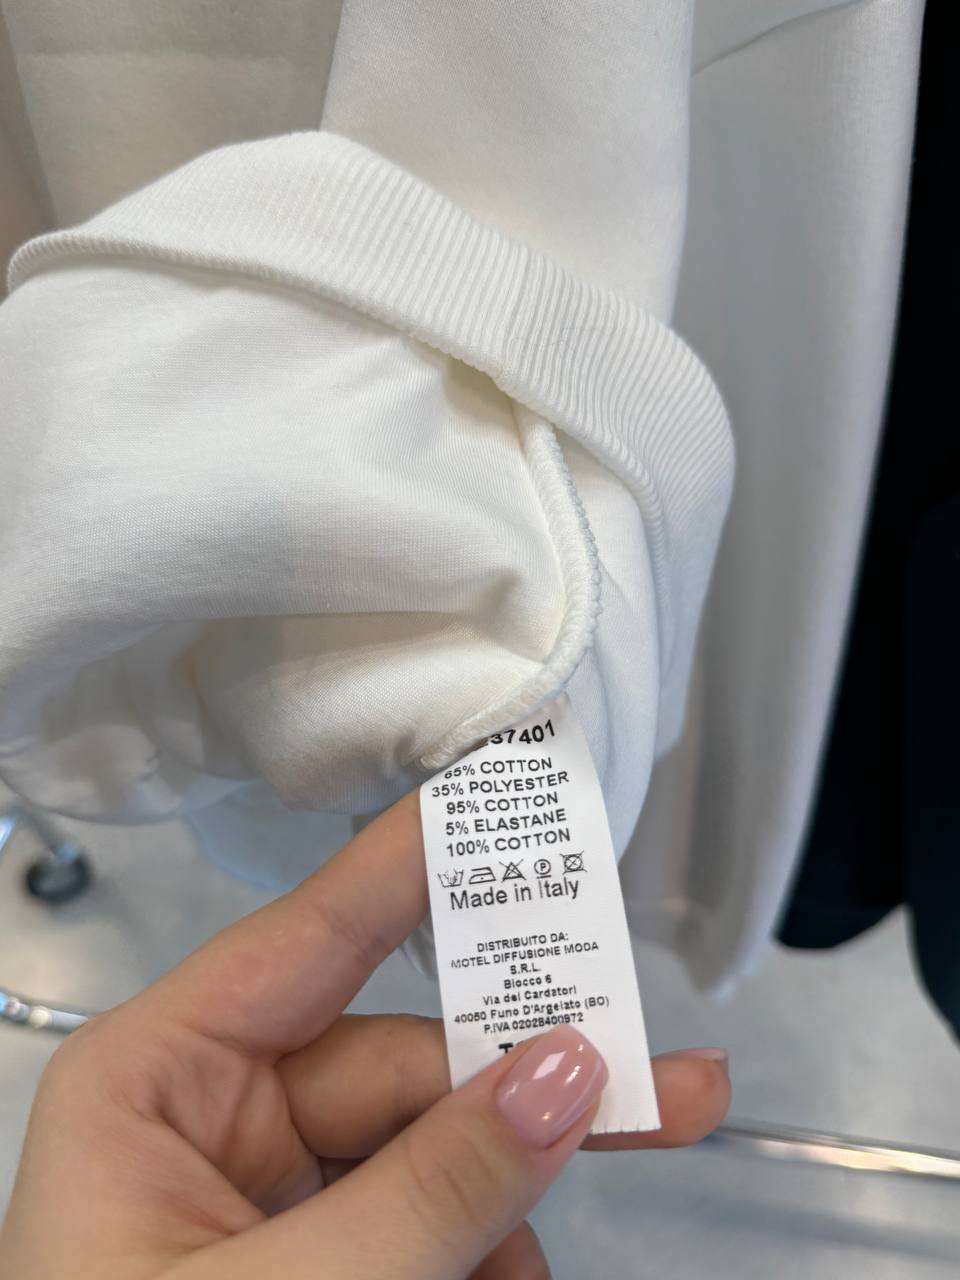 37401
65% COTTON
35% POLYESTER
95% COTTON
5% ELASTANE
100% COTTON
P
Made in Italy
DISTRIBUITO DA:
MOTEL DIFFUSIONE MODA
S.R.L.
Blocco 6
Via dei Cardatori
40050 Funo D'Argelato (BO)
P.IVA 02028400972